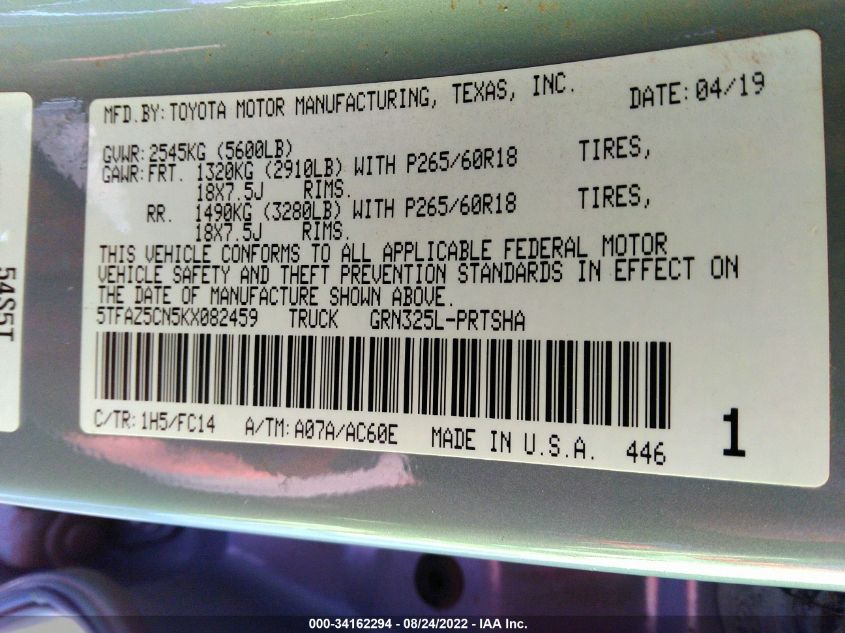 MFD.BY:TOYOTA MOTOR MANUFACTURING, TEXAS, INC. DATE:04/19
GVWR:2545KG (5600LB)
GAWR:FRT. 1320KG (2910LB) WITH P265/60R18 TIRES,
18X7.5J RIMS.
RR. 1490KG (3280LB) WITH P265/60R18 TIRES,
18X7.5J RIMS.
THIS VEHICLE CONFORMS TO ALL APPLICABLE FEDERAL MOTOR
VEHICLE SAFETY AND THEFT PREVENTION STANDARDS IN EFFECT ON
THE DATE OF MANUFACTURE SHOWN ABOVE.
5TFAZ5CN5KX082459 TRUCK GRN325L-PRTSHA
C/TR:1H5/FC14 A/TM:A07A/AC60E MADE IN U.S.A. 446 1
54S5T
000-34162294 - 08/24/2022 - IAA Inc.